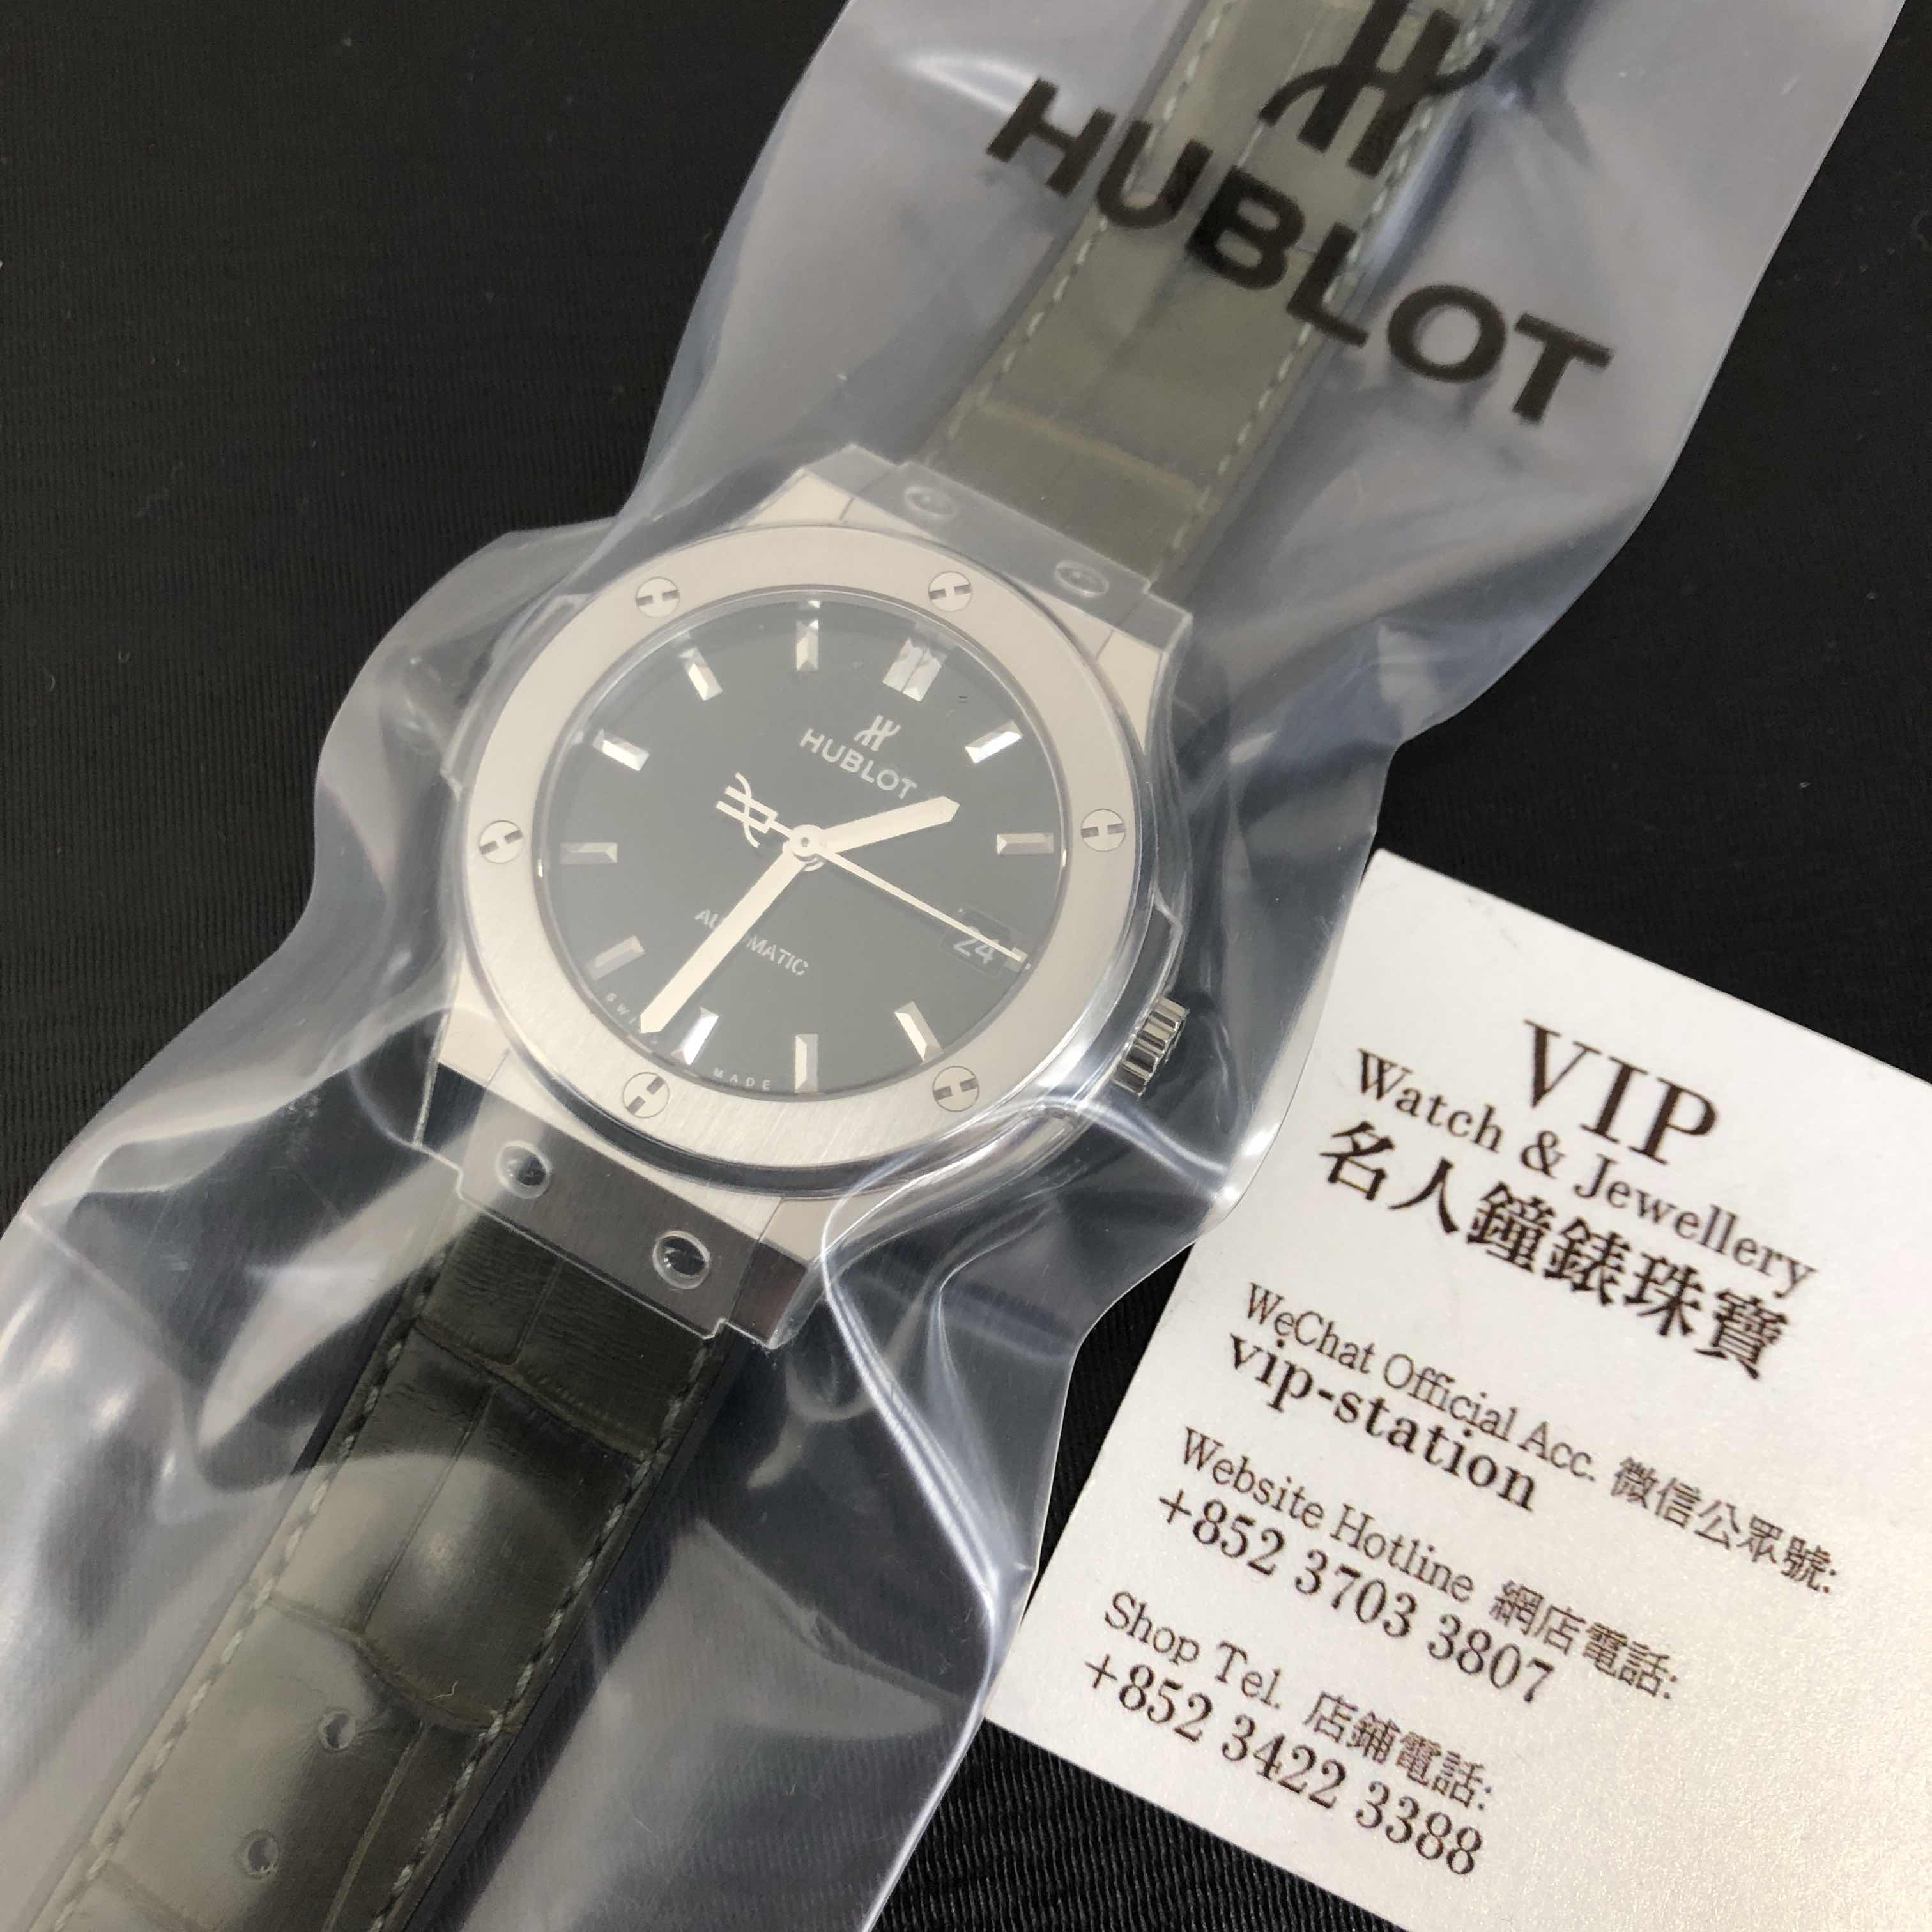 HUBLOT
HUBLOT
AUTOMATIC
24
MADE
VIP
Watch & Jewellery
名人鐘錶珠寶
WeChat Official Acc. 微信公眾號:
vip-station
Website Hotline 網店電話:
+852 3703 3807
Shop Tel. 店鋪電話:
+852 3422 3388